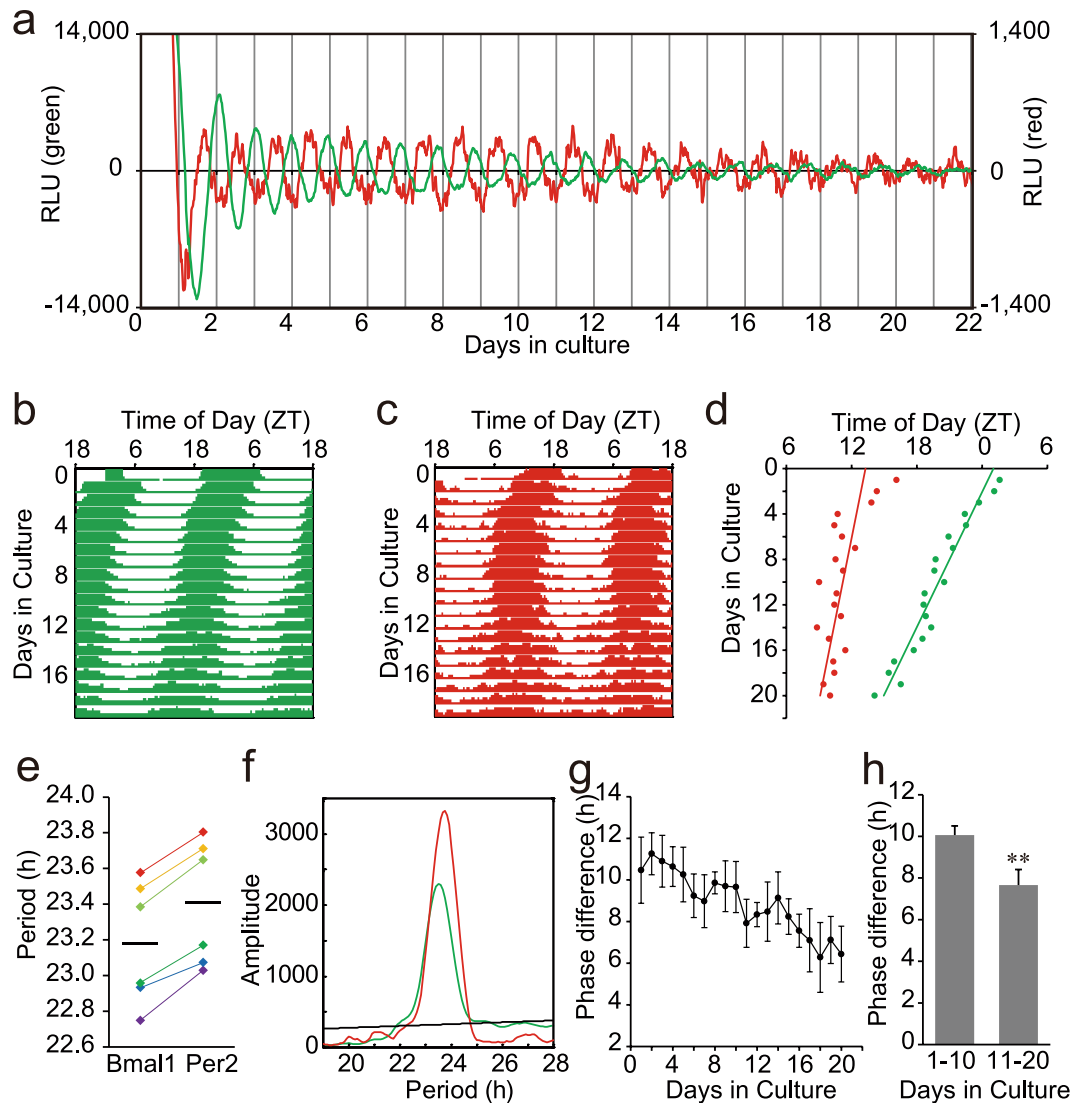 a
14,000
1,400
RLU (green)
0
0
RLU (red)
-14,000
-1,400
0 2 4 6 8 10 12 14 16 18 20 22
Days in culture
b
Time of Day (ZT)
18 6 18 6 18
Days in Culture
0
4
8
12
16
c
Time of Day (ZT)
18 6 18 6 18
Days in Culture
0
4
8
12
16
d
Time of Day (ZT)
6 12 18 0 6
Days in Culture
0
4
8
12
16
20
e
Period (h)
24.0
23.8
23.6
23.4
23.2
23.0
22.8
22.6
Bmal1 Per2
f
Amplitude
3000
2000
1000
0
20 22 24 26 28
Period (h)
g
Phase difference (h)
14
12
10
8
6
4
2
0 4 8 12 16 20
Days in Culture
h
Phase difference (h)
12
10
8
6
4
2
0
**
1-10 11-20
Days in Culture